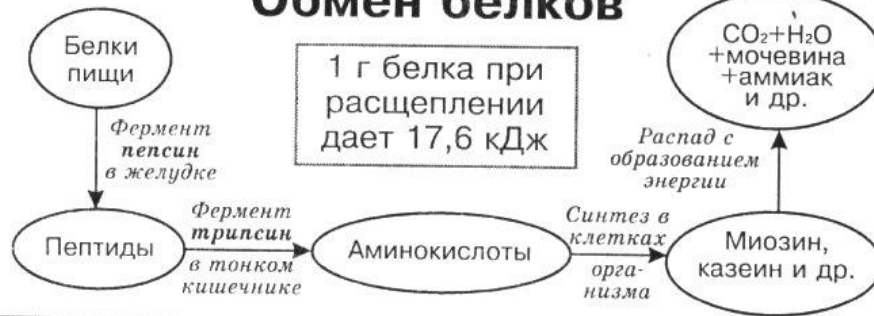 Обмен белков
Белки
пищи
1 г белка при
расщеплении
дает 17,6 кДж
CO₂+H₂O
+мочевина
+аммиак
и др.
Фермент
пепсин
в желудке
Распад с
образованием
энергии
Пептиды
Фермент
трипсин
в тонком
кишечнике
Аминокислоты
Синтез в
клетках
орга-
низма
Миозин,
казеин и др.